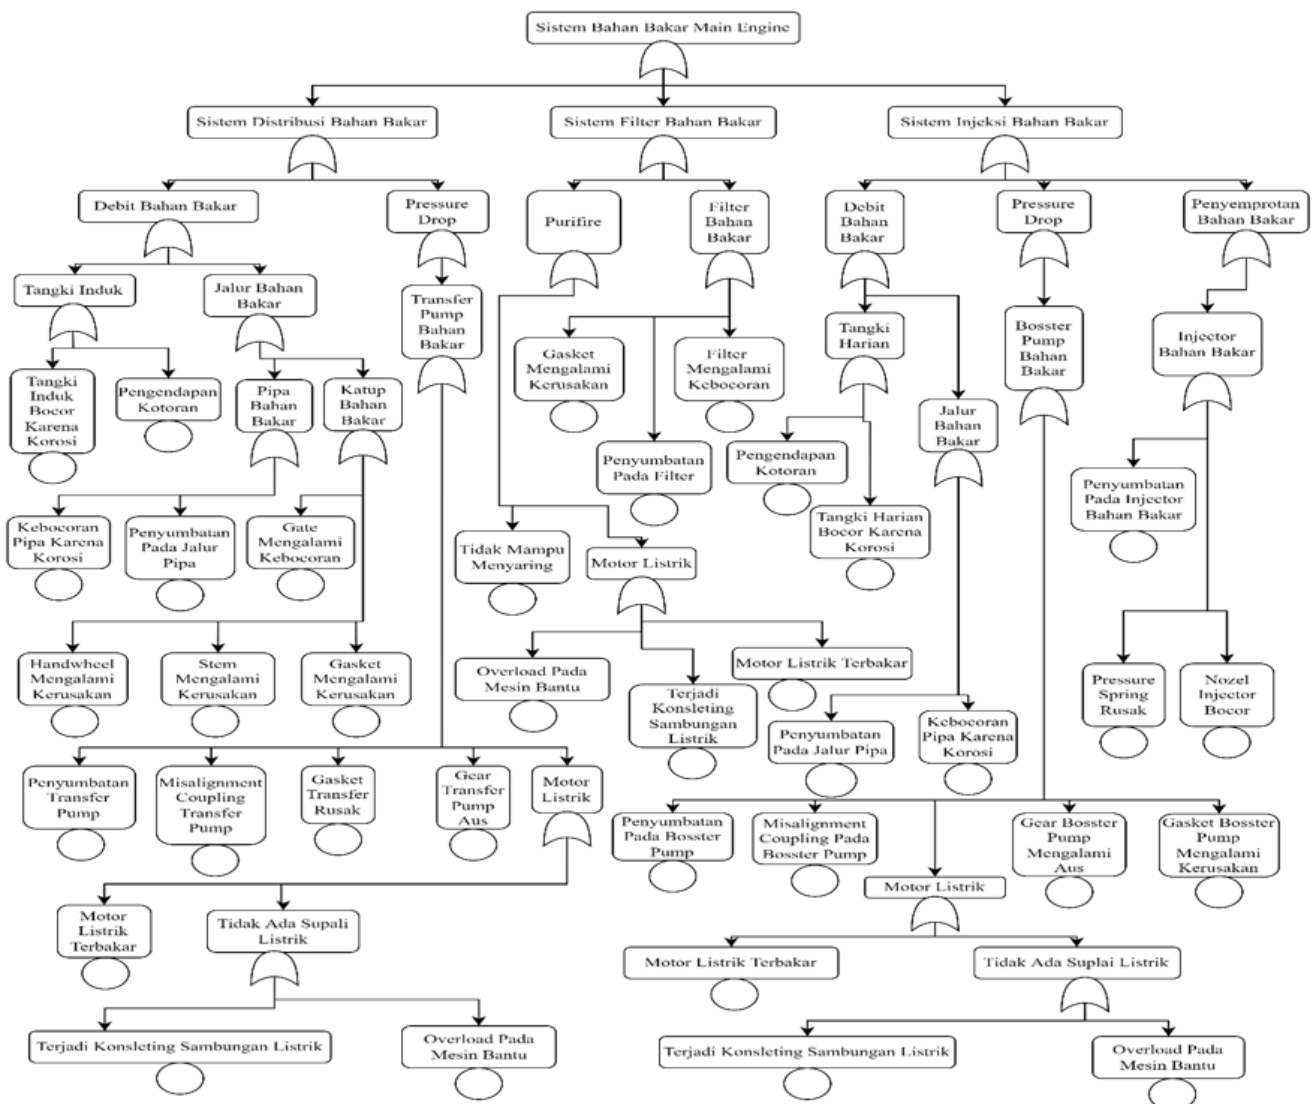 Sistem Bahan Bakar Main Engine
Sistem Distribusi Bahan Bakar
Sistem Filter Bahan Bakar
Sistem Injeksi Bahan Bakar
Debit Bahan Bakar
Pressure
Drop
Purifire
Filter
Bahan
Bakar
Debit
Bahan
Bakar
Pressure
Drop
Penyemprotan
Bahan Bakar
Tangki Induk
Jalur Bahan
Bakar
Transfer
Pump
Bahan
Bakar
Gasket
Mengalami
Kerusakan
Filter
Mengalami
Kebocoran
Tangki
Harian
Bosster
Pump
Bahan
Bakar
Injector
Bahan Bakar
Tangki
Induk
Bocor
Karena
Korosi
Pengendapan
Kotoran
Pipa
Bahan
Bakar
Katup
Bahan
Bakar
Jalur
Bahan
Bakar
Penyumbatan
Pada Filter
Pengendapan
Kotoran
Penyumbatan
Pada Injector
Bahan Bakar
Kebocoran
Pipa Karena
Korosi
Penyumbatan
Pada Jalur
Pipa
Gate
Mengalami
Kebocoran
Tidak Mampu
Menyaring
Motor Listrik
Tangki Harian
Bocor Karena
Korosi
Handwheel
Mengalami
Kerusakan
Stem
Mengalami
Kerusakan
Gasket
Mengalami
Kerusakan
Overload Pada
Mesin Bantu
Terjadi
Konsleting
Sambungan
Listrik
Motor Listrik Terbakar
Penyumbatan
Pada Jalur Pipa
Kebocoran
Pipa Karena
Korosi
Pressure
Spring
Rusak
Nozel
Injector
Bocor
Penyumbatan
Transfer
Pump
Misalignment
Coupling
Transfer
Pump
Gasket
Transfer
Rusak
Gear
Transfer
Pump
Aus
Motor
Listrik
Penyumbatan
Pada Bosster
Pump
Misalignment
Coupling Pada
Bosster Pump
Motor Listrik
Gear Bosster
Pump
Mengalami
Aus
Gasket Bosster
Pump
Mengalami
Kerusakan
Motor
Listrik
Terbakar
Tidak Ada Supali
Listrik
Motor Listrik Terbakar
Tidak Ada Suplai Listrik
Terjadi Konsleting Sambungan Listrik
Overload Pada
Mesin Bantu
Terjadi Konsleting Sambungan Listrik
Overload Pada
Mesin Bantu